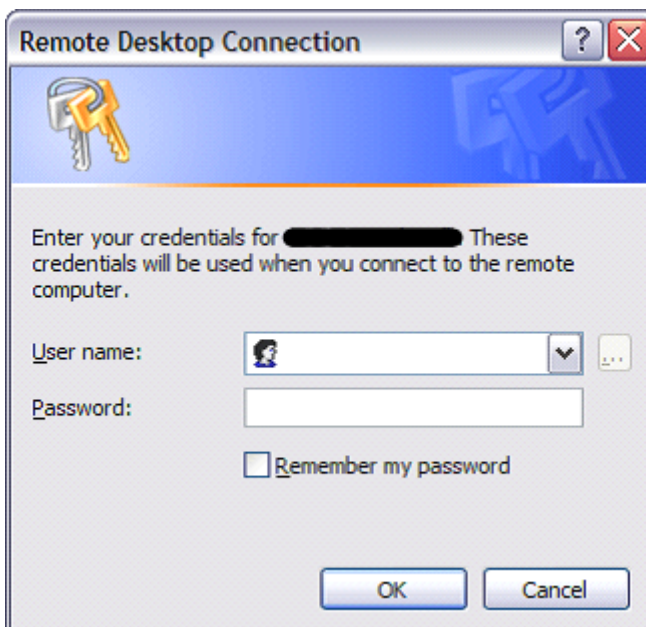 Remote Desktop Connection
Enter your credentials for These
credentials will be used when you connect to the remote
computer.
User name:
...
Password:
Remember my password
OK Cancel